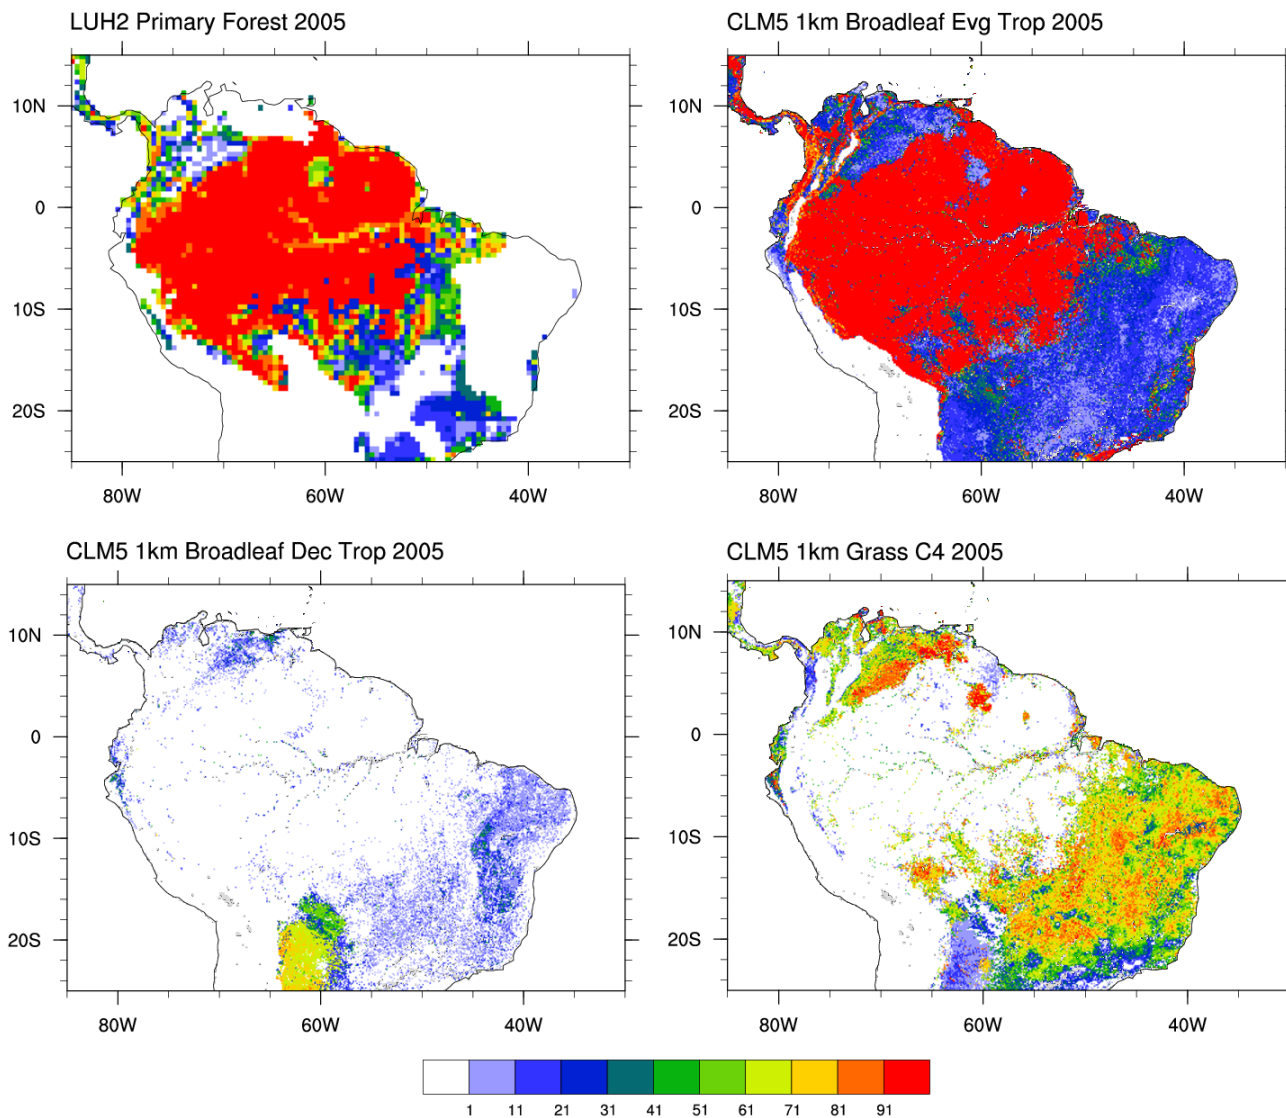 LUH2 Primary Forest 2005
CLM5 1km Broadleaf Evg Trop 2005
10N
0
10S
20S
80W
60W
40W
10N
0
10S
20S
80W
60W
40W
CLM5 1km Broadleaf Dec Trop 2005
CLM5 1km Grass C4 2005
10N
0
10S
20S
80W
60W
40W
10N
0
10S
20S
80W
60W
40W
1 11 21 31 41 51 61 71 81 91